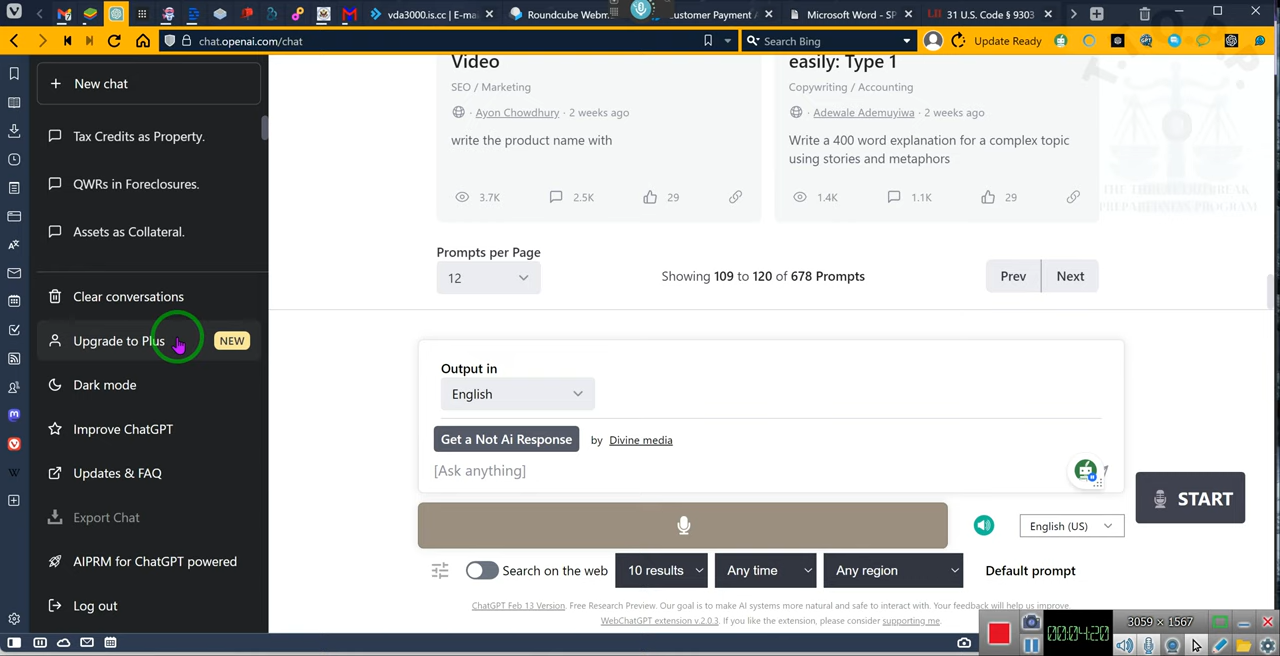 vda3000.is.cc | E-ma
Roundcube Webm
ustomer Payment A
Microsoft Word - SP
31 U.S. Code § 9303
chat.openai.com/chat
Search Bing
Update Ready
New chat
Tax Credits as Property.
QWRs in Foreclosures.
Assets as Collateral.
Clear conversations
Upgrade to Plus
NEW
Dark mode
Improve ChatGPT
Updates & FAQ
Export Chat
AIPRM for ChatGPT powered
Log out
Video
SEO / Marketing
Ayon Chowdhury · 2 weeks ago
write the product name with
3.7K 2.5K 29
easily: Type 1
Copywriting / Accounting
Adewale Ademuyiwa · 2 weeks ago
Write a 400 word explanation for a complex topic
using stories and metaphors
1.4K 1.1K 29
Prompts per Page
12
Showing 109 to 120 of 678 Prompts
Prev Next
Output in
English
Get a Not Ai Response by Divine media
[Ask anything]
START
English (US)
Search on the web 10 results Any time Any region Default prompt
ChatGPT Feb 13 Version. Free Research Preview. Our goal is to make AI systems more natural and safe to interact with. Your feedback will help us improve
WebChatGPT extension v.2.0.3. If you like the extension, please consider supporting me.
00:04:20
3059 x 1567